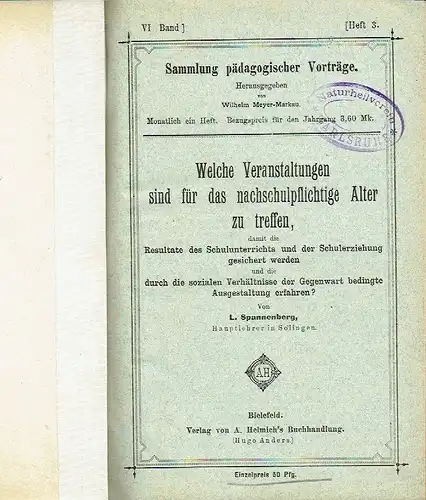 VI Band]
[Heft 3.
Sammlung pädagogischer Vorträge.
Herausgegeben
von
Wilhelm Meyer-Markau.
Monatlich ein Heft. Bezugspreis für den Jahrgang 3,60 Mk.
Naturheilverein
KARLSRUHE
Welche Veranstaltungen
sind für das nachschulpflichtige Alter
zu treffen,
damit die
Resultate des Schulunterrichts und der Schulerziehung
gesichert werden
und die
durch die sozialen Verhältnisse der Gegenwart bedingte
Ausgestaltung erfahren?
Von
L. Spannenberg,
Hauptlehrer in Solingen.
AH
Bielefeld.
Verlag von A. Helmich's Buchhandlung.
(Hugo Anders.)
Einzelpreis 50 Pfg.